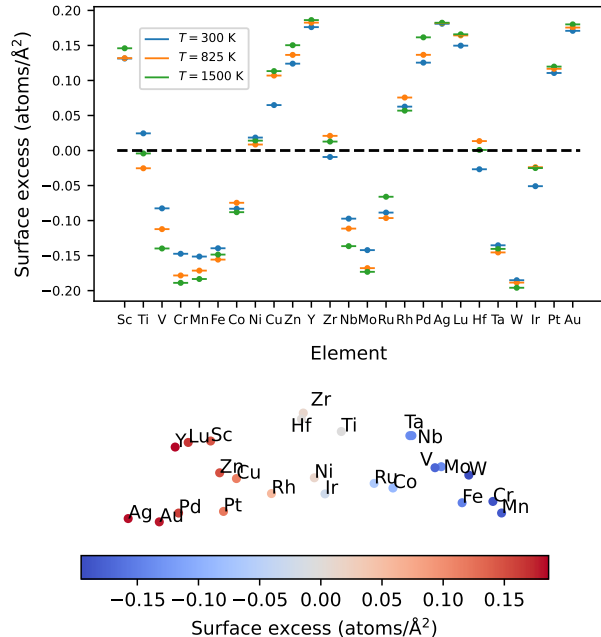 0.20
0.15
0.10
0.05
0.00
−0.05
−0.10
−0.15
−0.20
Surface excess (atoms/Å²)
T = 300 K
T = 825 K
T = 1500 K
Sc Ti V Cr Mn Fe Co Ni Cu Zn Y Zr Nb Mo Ru Rh Pd Ag Lu Hf Ta W Ir Pt Au
Element
Zr
Hf Ti Ta Nb
Y Lu Sc
Zn Cu Ni V Mo W
Rh Ir Ru Co Fe Cr Mn
Ag Au Pd Pt
−0.15 −0.10 −0.05 0.00 0.05 0.10 0.15
Surface excess (atoms/Å²)